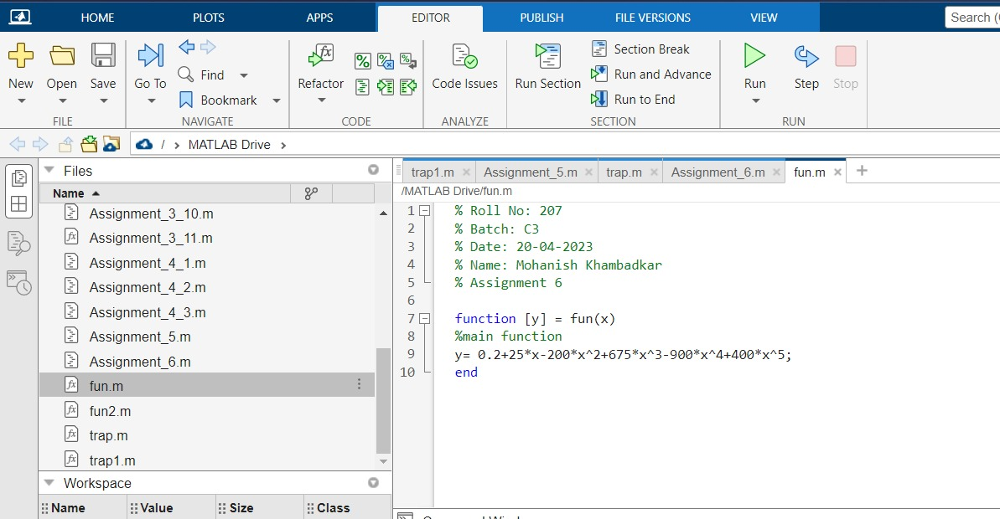 HOME PLOTS APPS EDITOR PUBLISH FILE VERSIONS VIEW Search (
New Open Save Go To Find Bookmark Refactor Code Issues Run Section Section Break Run and Advance Run to End Run Step Stop
FILE NAVIGATE CODE ANALYZE SECTION RUN
/ > MATLAB Drive >
Files
Name
Assignment_3_10.m
Assignment_3_11.m
Assignment_4_1.m
Assignment_4_2.m
Assignment_4_3.m
Assignment_5.m
Assignment_6.m
fun.m
fun2.m
trap.m
trap1.m
Workspace
Name Value Size Class
trap1.m × Assignment_5.m × trap.m × Assignment_6.m × fun.m × +
/MATLAB Drive/fun.m
1 % Roll No: 207
2 % Batch: C3
3 % Date: 20-04-2023
4 % Name: Mohanish Khambadkar
5 % Assignment 6
6
7 function [y] = fun(x)
8 %main function
9 y= 0.2+25*x-200*x^2+675*x^3-900*x^4+400*x^5;
10 end